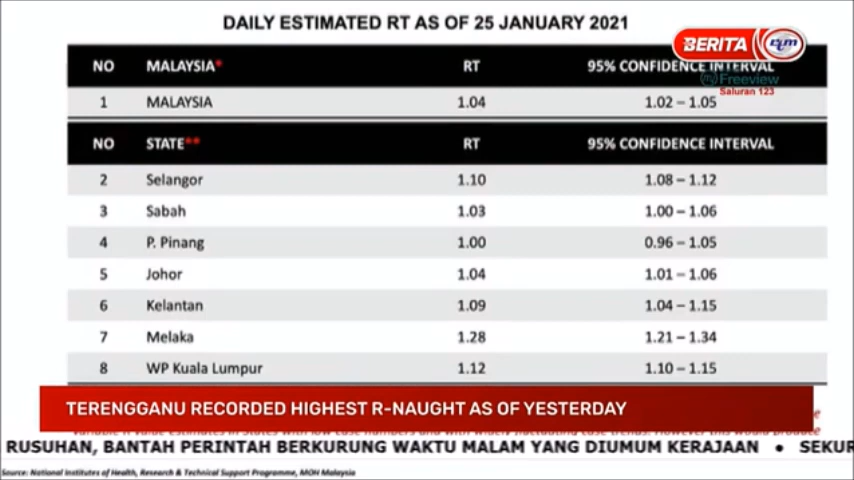 DAILY ESTIMATED RT AS OF 25 JANUARY 2021
BERITA rtm
myFreeview
Saluran 123
NO MALAYSIA* RT 95% CONFIDENCE INTERVAL
1 MALAYSIA 1.04 1.02 – 1.05
NO STATE** RT 95% CONFIDENCE INTERVAL
2 Selangor 1.10 1.08 – 1.12
3 Sabah 1.03 1.00 – 1.06
4 P. Pinang 1.00 0.96 – 1.05
5 Johor 1.04 1.01 – 1.06
6 Kelantan 1.09 1.04 – 1.15
7 Melaka 1.28 1.21 – 1.34
8 WP Kuala Lumpur 1.12 1.10 – 1.15
TERENGGANU RECORDED HIGHEST R-NAUGHT AS OF YESTERDAY
RUSUHAN, BANTAH PERINTAH BERKURUNG WAKTU MALAM YANG DIUMUM KERAJAAN • SEKUR
Source: National Institutes of Health, Research & Technical Support Programme, MOH Malaysia